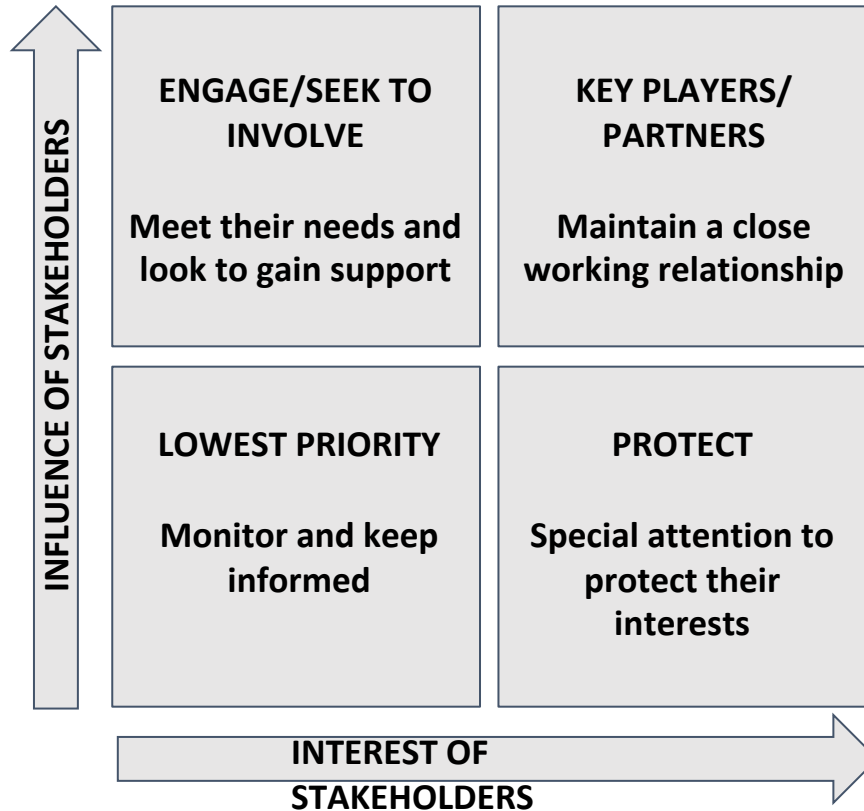 INFLUENCE OF STAKEHOLDERS
ENGAGE/SEEK TO
INVOLVE
Meet their needs and
look to gain support
KEY PLAYERS/
PARTNERS
Maintain a close
working relationship
LOWEST PRIORITY
Monitor and keep
informed
PROTECT
Special attention to
protect their
interests
INTEREST OF
STAKEHOLDERS